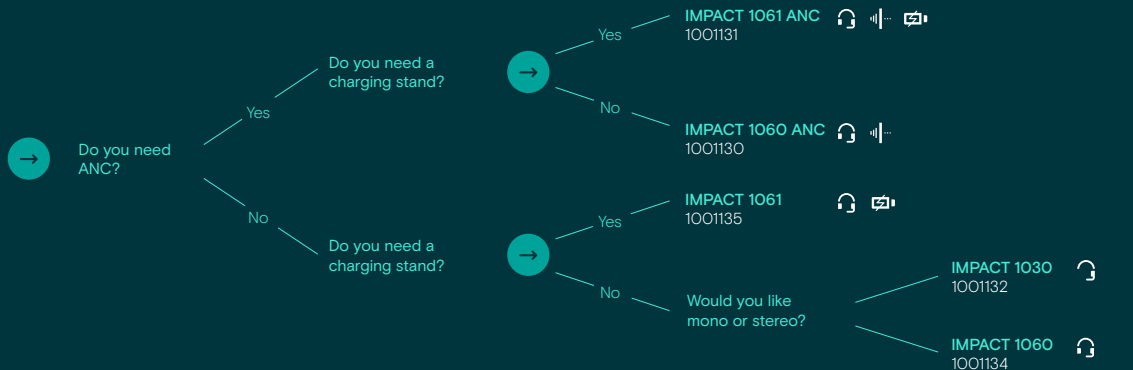 Do you need
ANC?
Yes
Do you need a
charging stand?
Yes
IMPACT 1061 ANC
1001131
No
IMPACT 1060 ANC
1001130
No
Do you need a
charging stand?
Yes
IMPACT 1061
1001135
No
Would you like
mono or stereo?
IMPACT 1030
1001132
IMPACT 1060
1001134